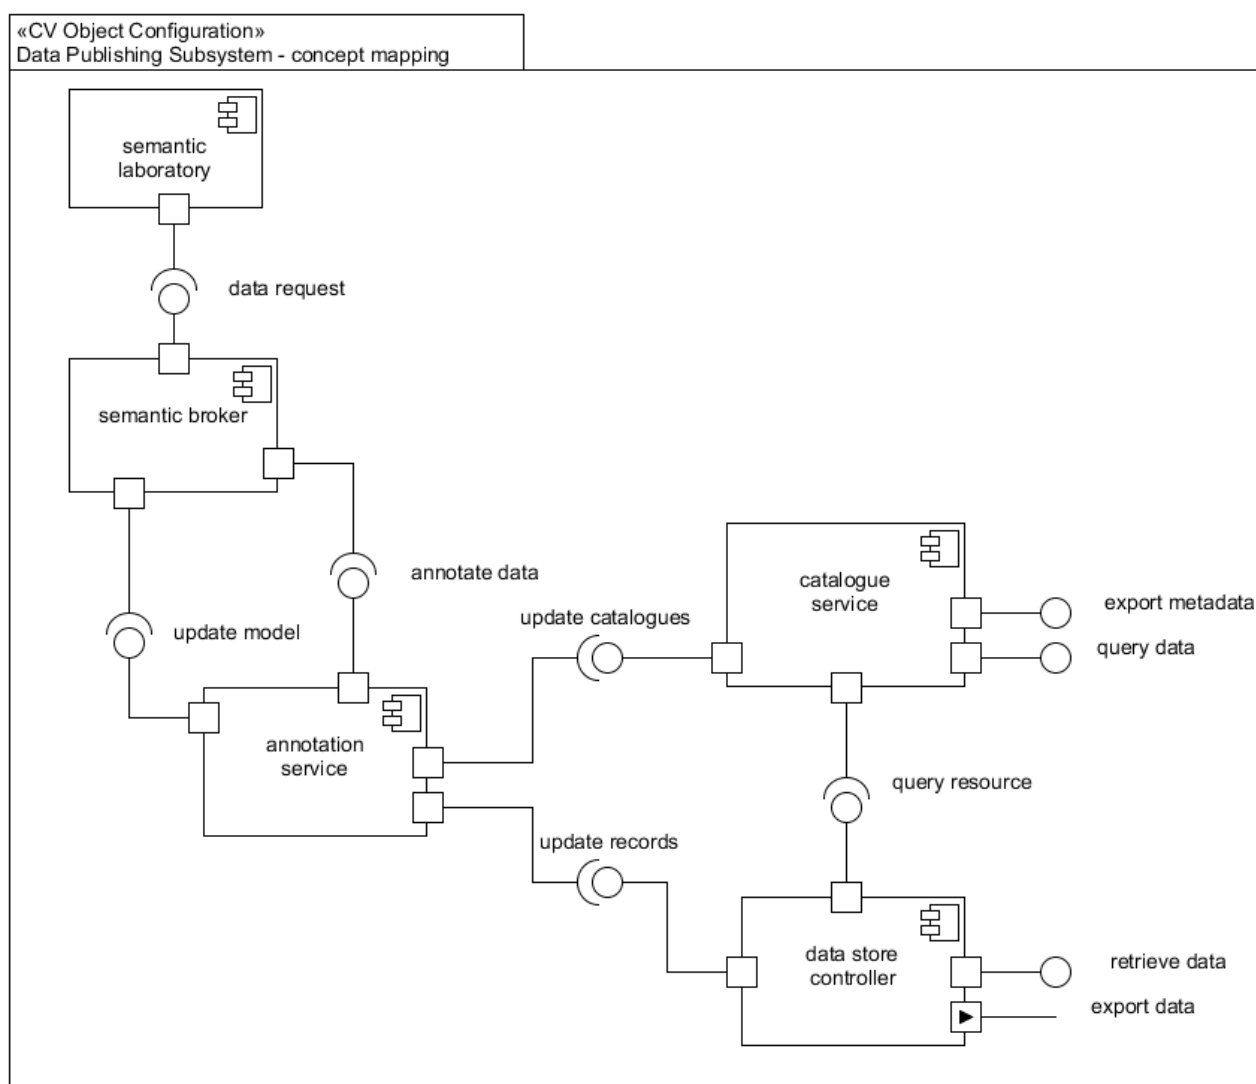 «CV Object Configuration»
Data Publishing Subsystem - concept mapping
semantic
laboratory
data request
semantic broker
annotate data
update model
annotation
service
update catalogues
catalogue
service
export metadata
query data
query resource
update records
data store
controller
retrieve data
export data